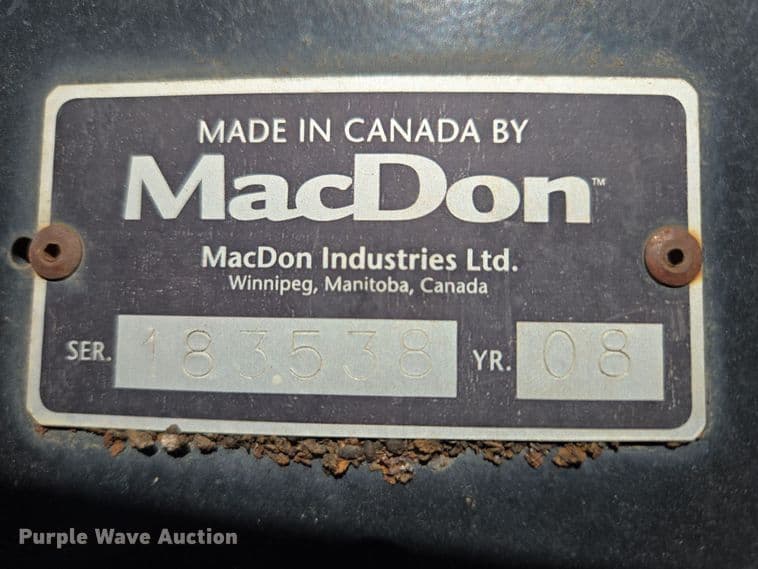 MADE IN CANADA BY
MacDon™
MacDon Industries Ltd.
Winnipeg, Manitoba, Canada
SER. 183538 YR. 08
Purple Wave Auction